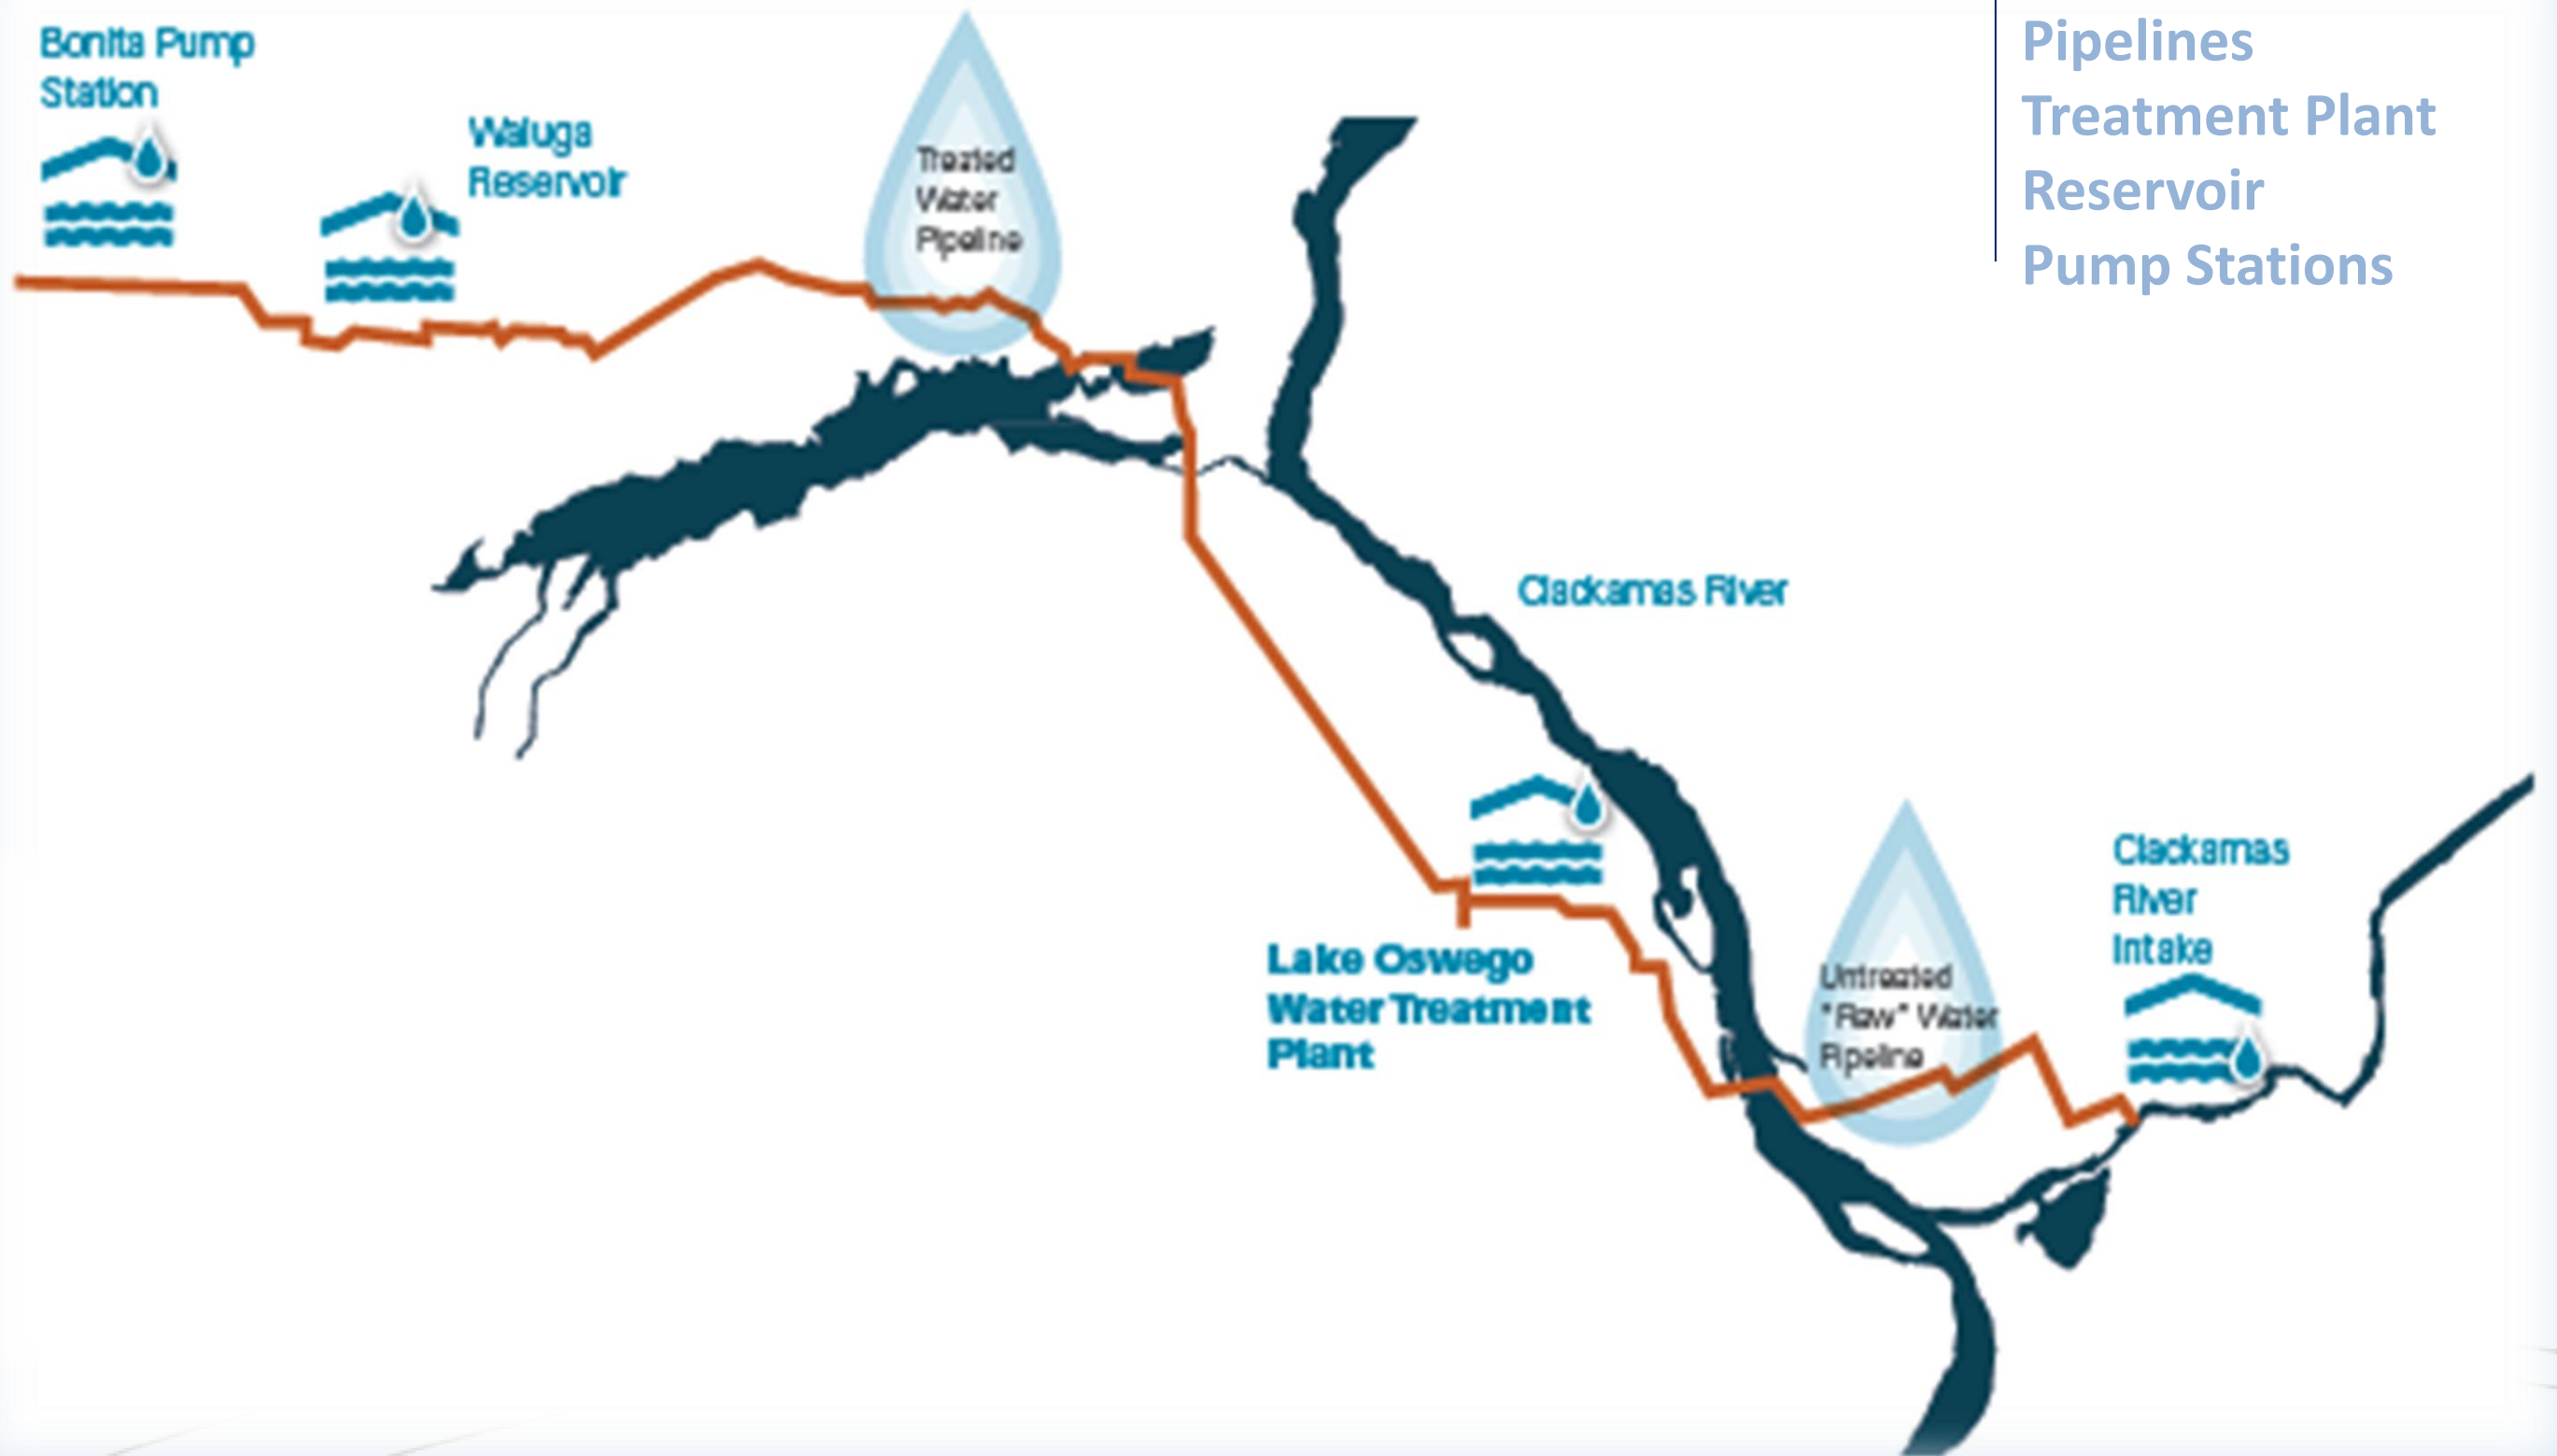 Bonita Pump
Station
Waluga
Reservoir
Treated
Water
Pipeline
Pipelines
Treatment Plant
Reservoir
Pump Stations
Clackamas River
Lake Oswego
Water Treatment
Plant
Untreated
"Raw" Water
Pipeline
Clackamas
River
Intake